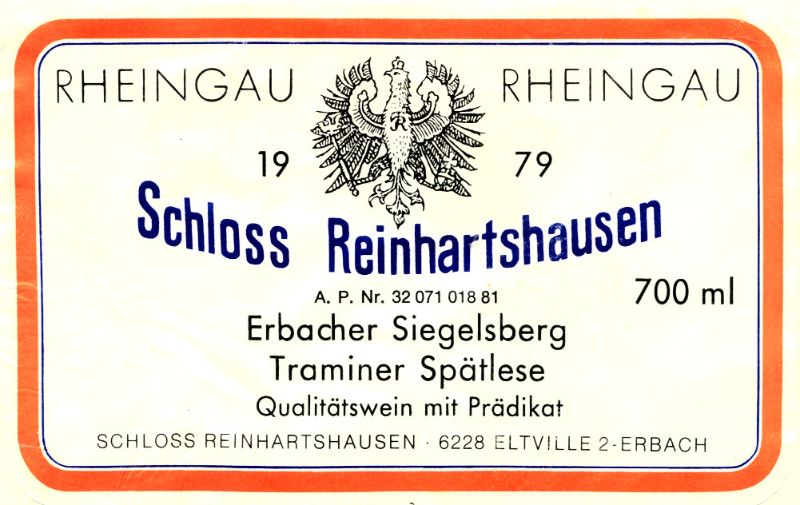 RHEINGAU RHEINGAU
R
19 79
Schloss Reinhartshausen
A. P. Nr. 32 071 018 81
700 ml
Erbacher Siegelsberg
Traminer Spätlese
Qualitätswein mit Prädikat
SCHLOSS REINHARTSHAUSEN · 6228 ELTVILLE 2-ERBACH